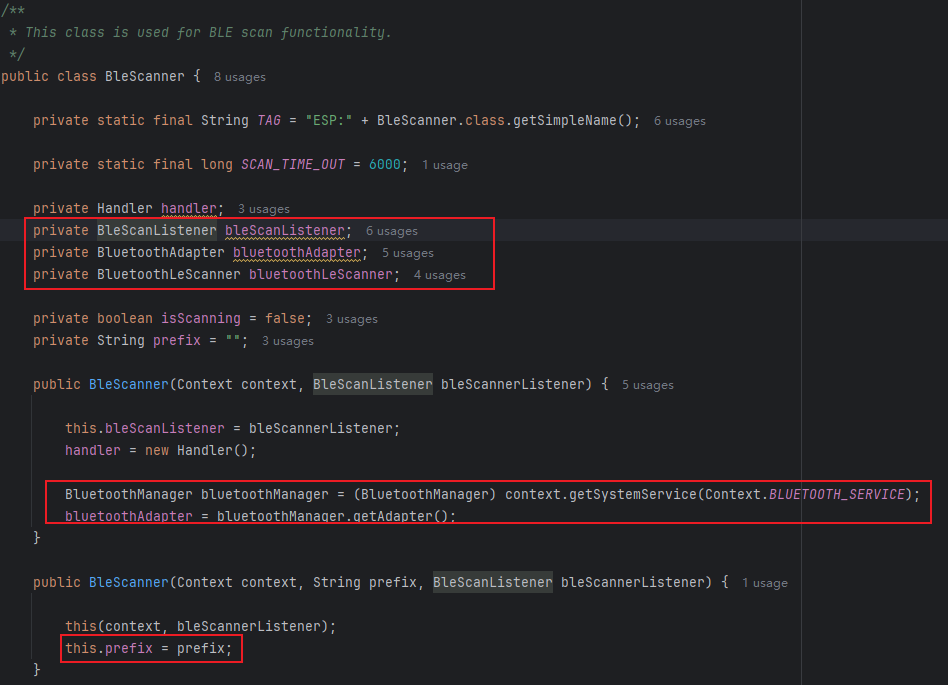 /**
 * This class is used for BLE scan functionality.
 */
public class BleScanner { 8 usages
private static final String TAG = "ESP:" + BleScanner.class.getSimpleName(); 6 usages
private static final long SCAN_TIME_OUT = 6000; 1 usage
private Handler handler; 3 usages
private BleScanListener bleScanListener; 6 usages
private BluetoothAdapter bluetoothAdapter; 5 usages
private BluetoothLeScanner bluetoothLeScanner; 4 usages
private boolean isScanning = false; 3 usages
private String prefix = ""; 3 usages
public BleScanner(Context context, BleScanListener bleScannerListener) { 5 usages
this.bleScanListener = bleScannerListener;
handler = new Handler();
BluetoothManager bluetoothManager = (BluetoothManager) context.getSystemService(Context.BLUETOOTH_SERVICE);
bluetoothAdapter = bluetoothManager.getAdapter();
}
public BleScanner(Context context, String prefix, BleScanListener bleScannerListener) { 1 usage
this(context, bleScannerListener);
this.prefix = prefix;
}